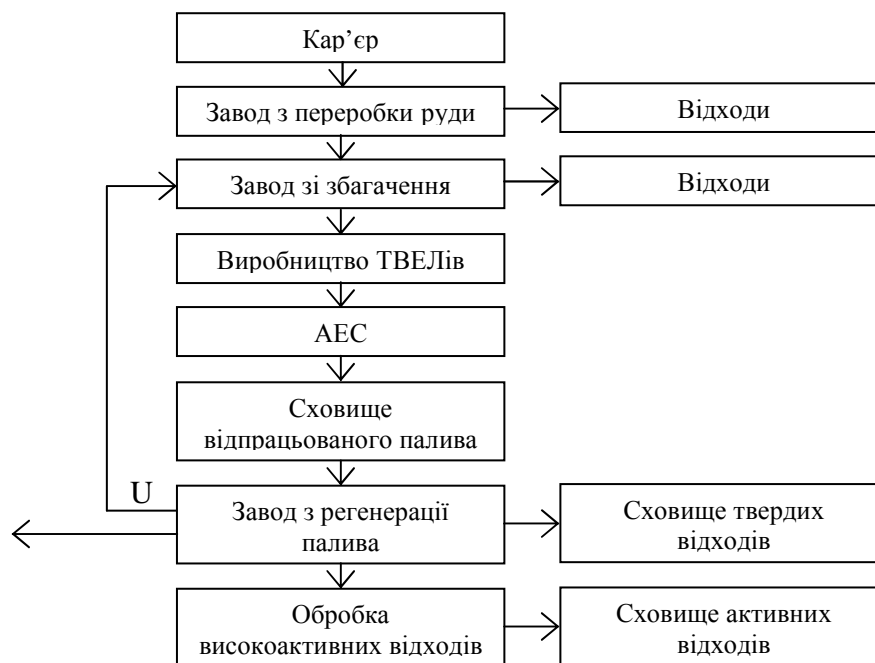 Кар’єр
Завод з переробки руди
Відходи
Завод зі збагачення
Відходи
Виробництво ТВЕЛів
АЕС
Сховище
відпрацьованого палива
U
Завод з регенерації
палива
Сховище твердих
відходів
Обробка
високоактивних відходів
Сховище активних
відходів